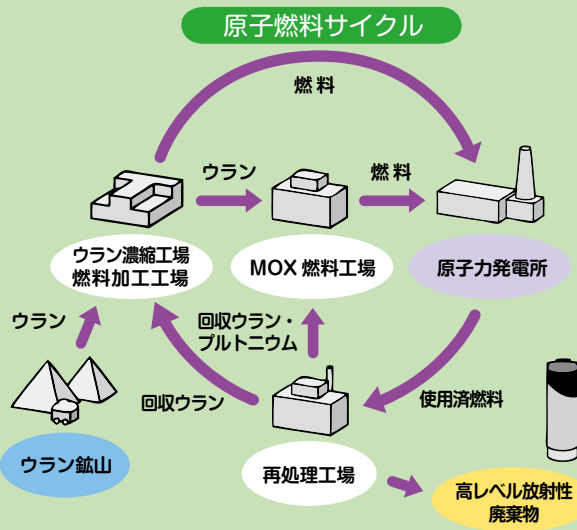 原子燃料サイクル
燃料
ウラン
燃料
ウラン濃縮工場
燃料加工工場
MOX 燃料工場
原子力発電所
ウラン
回収ウラン・
プルトニウム
回収ウラン
使用済燃料
ウラン鉱山
再処理工場
高レベル放射性
廃棄物